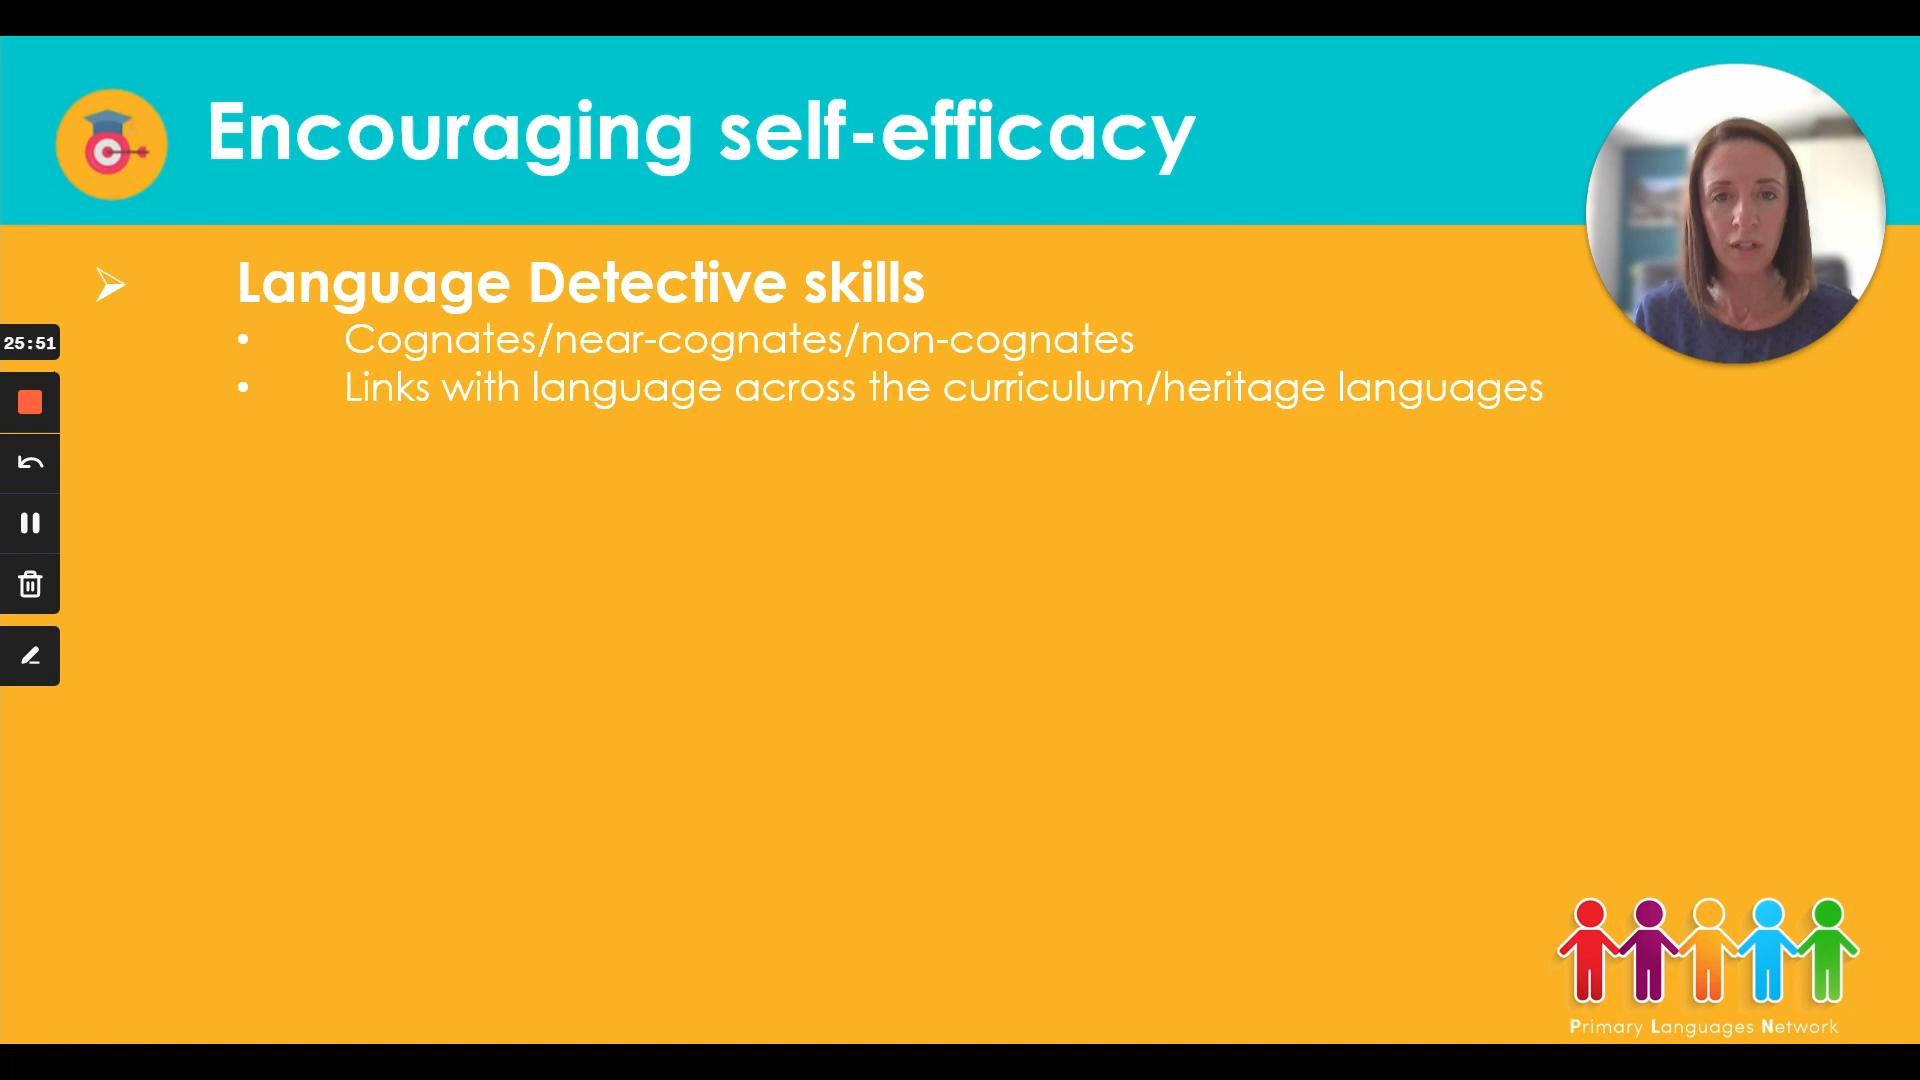 Encouraging self-efficacy
Language Detective skills
• Cognates/near-cognates/non-cognates
• Links with language across the curriculum/heritage languages
25:51
Primary Languages Network